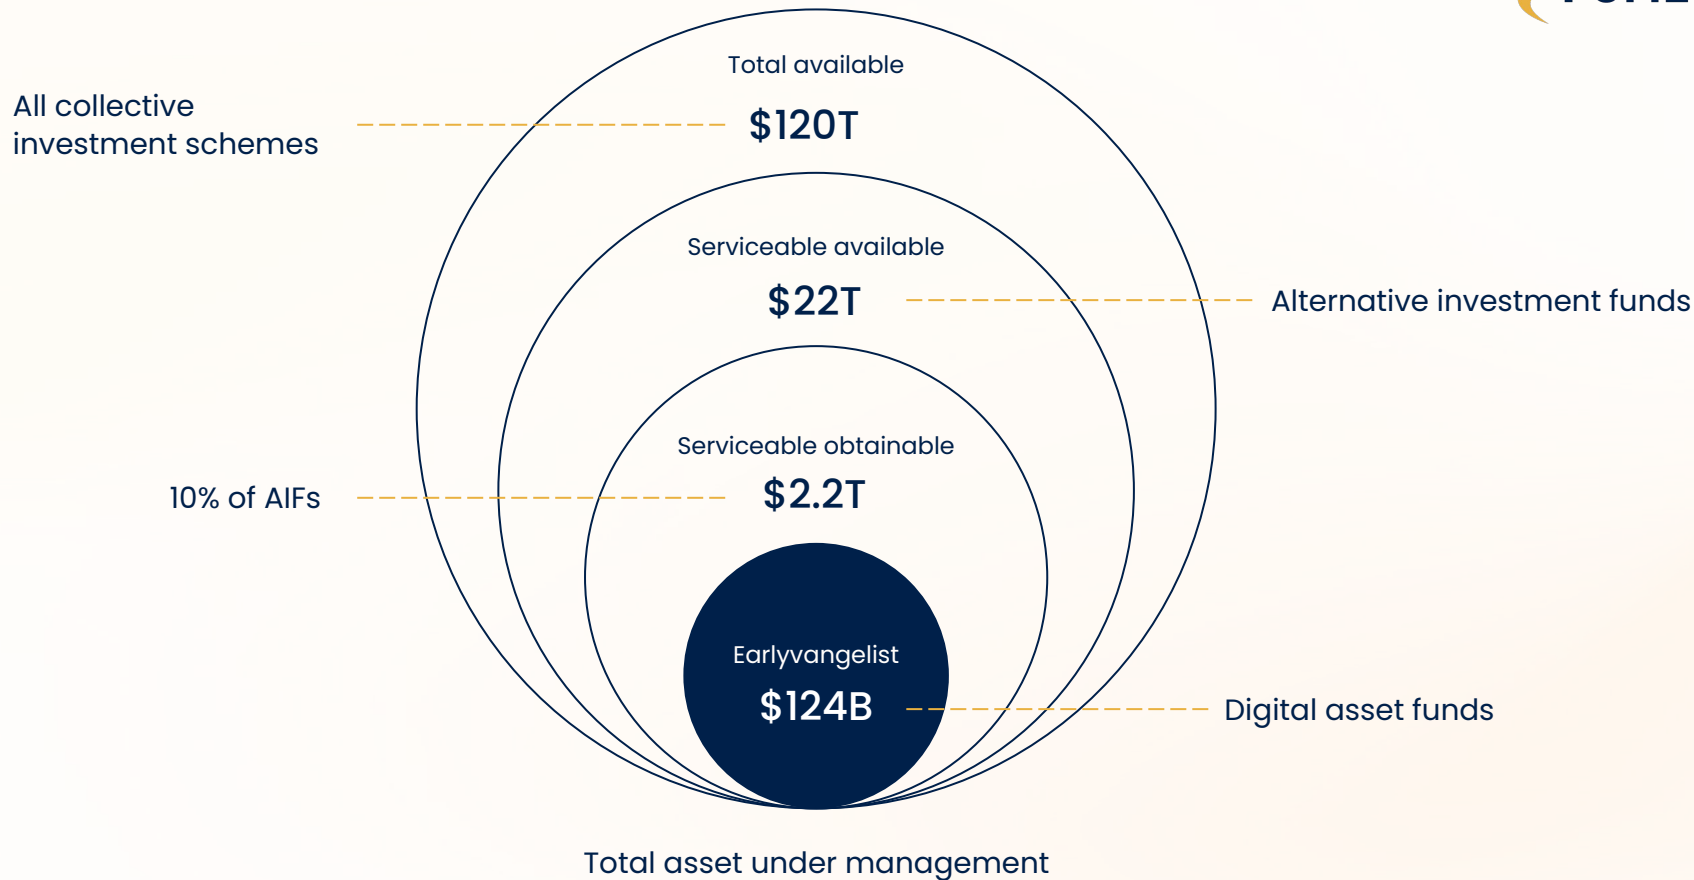 Total available
All collective
investment schemes
$120T
Serviceable available
$22T
Alternative investment funds
Serviceable obtainable
10% of AIFs
$2.2T
Earlyvangelist
$124B
Digital asset funds
Total asset under management